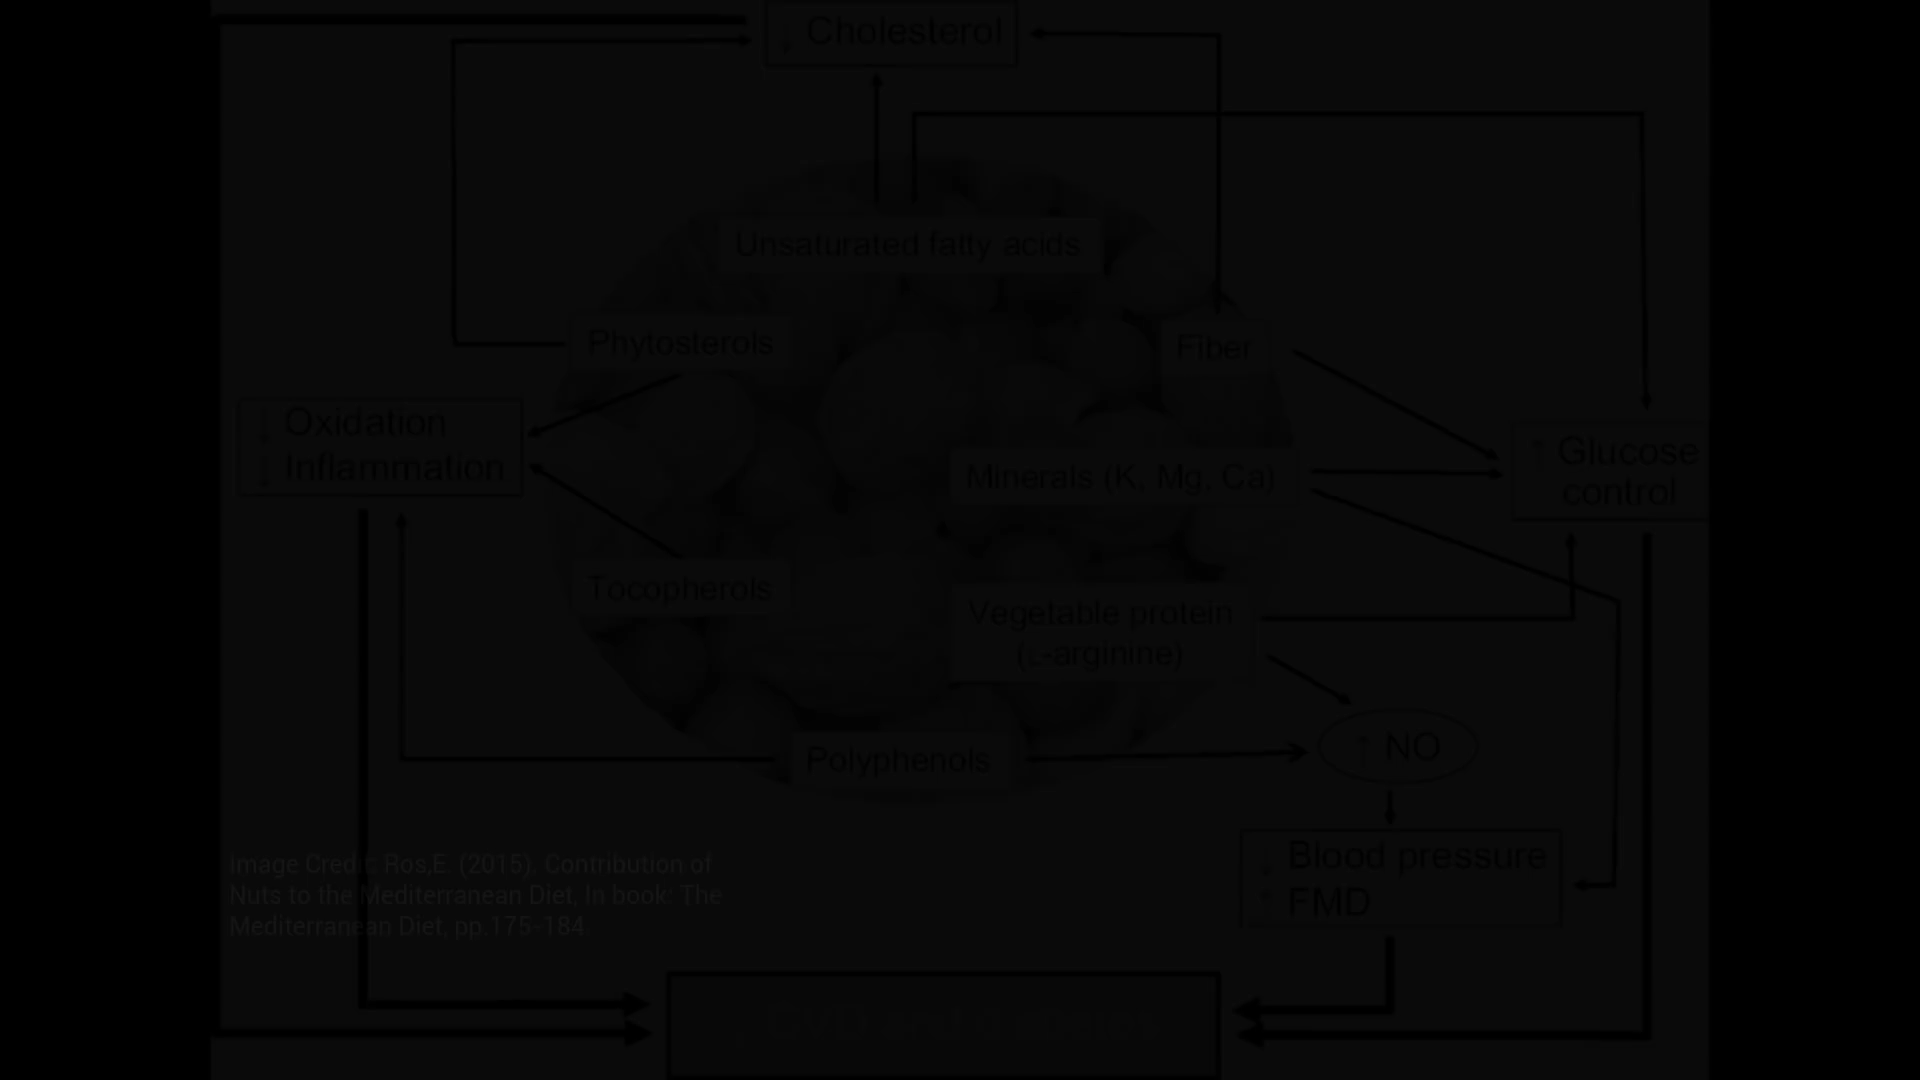 ↓ Cholesterol
Unsaturated fatty acids
Phytosterols
Fiber
↓ Oxidation
↓ Inflammation
↑ Glucose
control
Minerals (K, Mg, Ca)
Tocopherols
Vegetable protein
(L-arginine)
Polyphenols
↑ NO
↓ Blood pressure
↑ FMD
Image Credit: Ros,E. (2015). Contribution of
Nuts to the Mediterranean Diet, In book: The
Mediterranean Diet, pp.175-184.